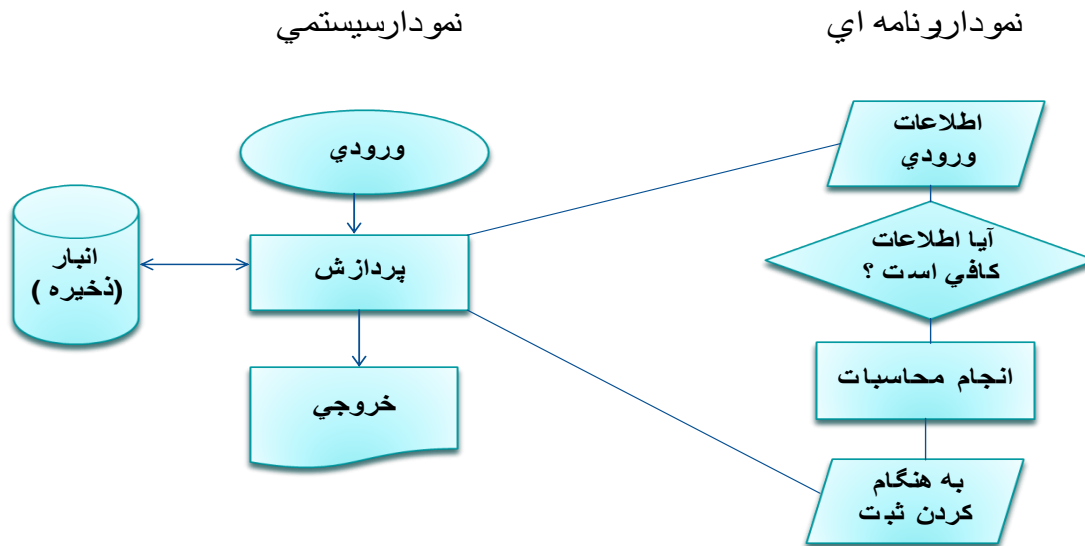 نمودارسيستمي
نمودارونامه اي
ورودي
انبار
(ذخيره )
پردازش
خروجي
اطلاعات
ورودي
آيا اطلاعات
كافي است ؟
انجام محاسبات
به هنگام
كردن ثبت